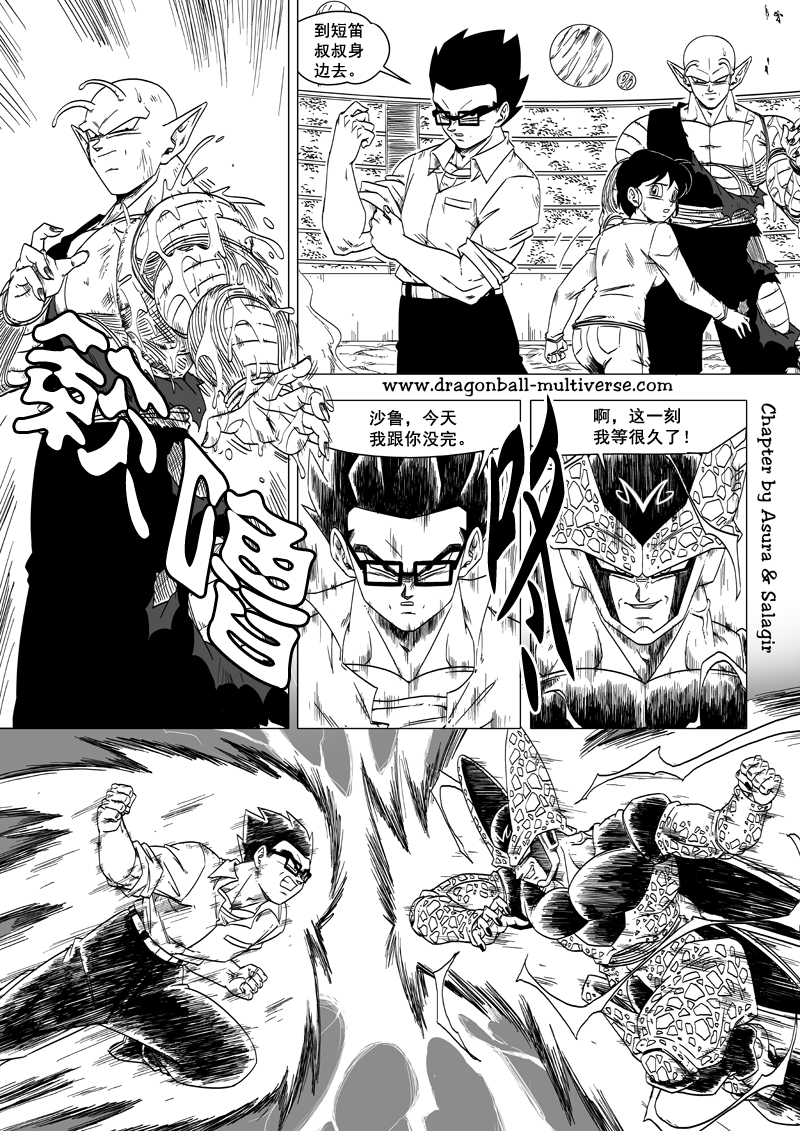 到短笛
叔叔身
边去。
www.dragonball-multiverse.com
沙鲁，今天
我跟你没完。
啊，这一刻
我等很久了！
Chapter by Asura & Salagir
噜